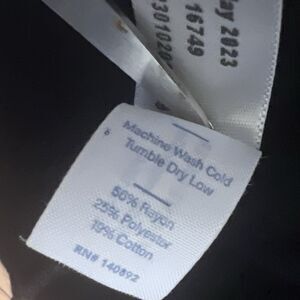 May 2023
16749
Machine Wash Cold
Tumble Dry Low
56% Rayon
25% Polyester
19% Cotton
RN# 140892